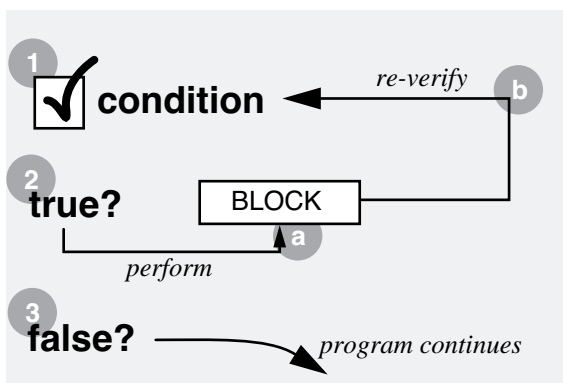 1
condition
re-verify
b
2
true?
BLOCK
a
perform
3
false?
program continues